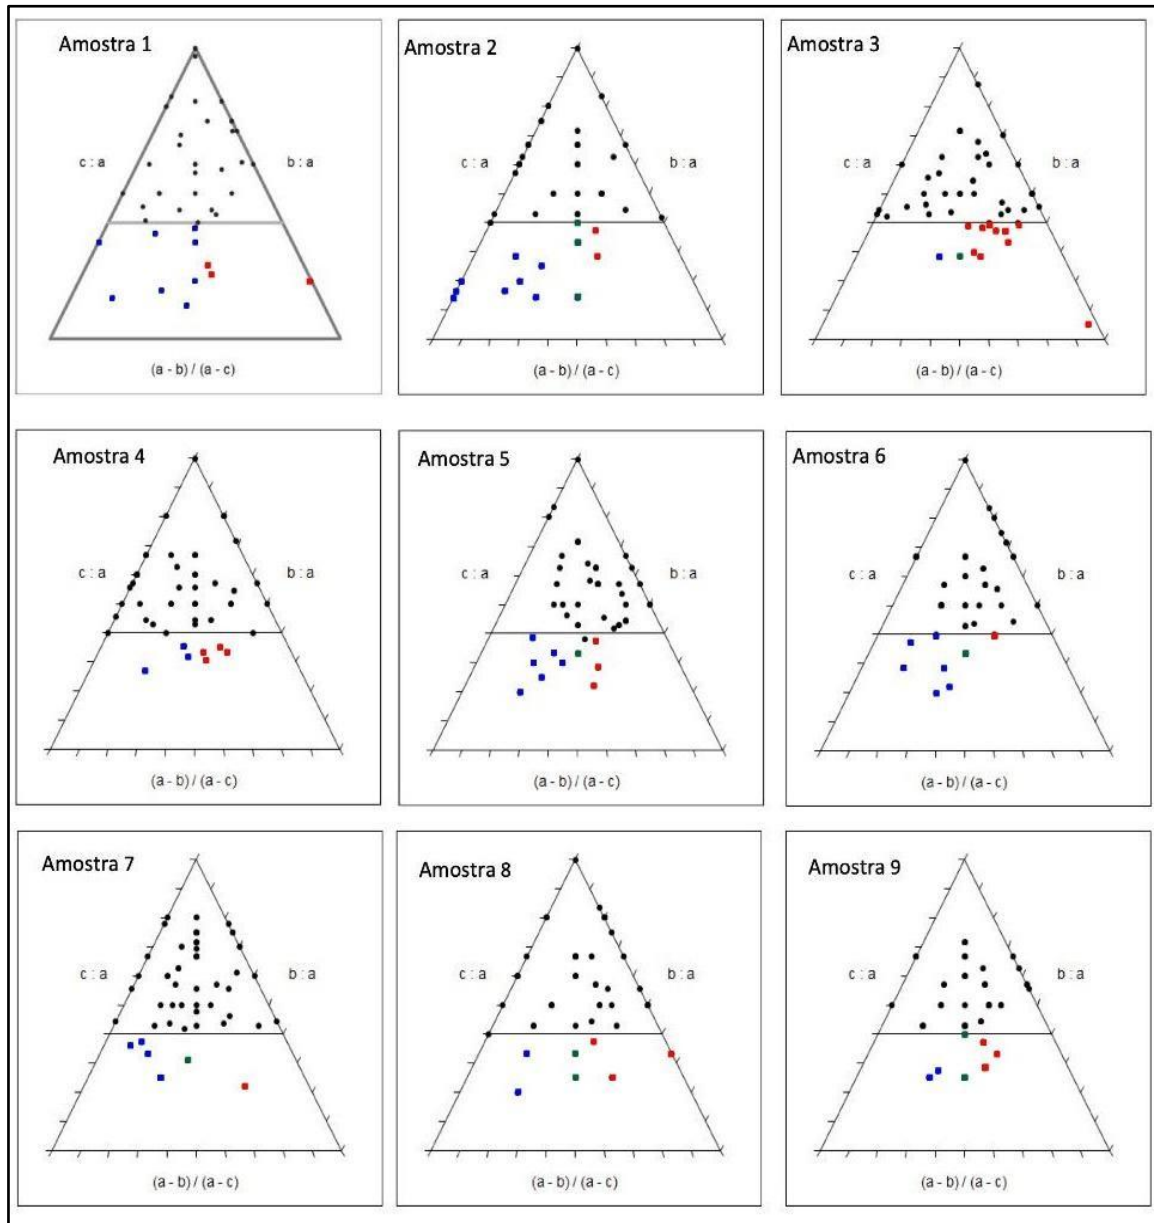 Amostra 1
c : a
b : a
(a - b) / (a - c)
Amostra 2
c : a
b : a
(a - b) / (a - c)
Amostra 3
c : a
b : a
(a - b) / (a - c)
Amostra 4
c : a
b : a
(a - b) / (a - c)
Amostra 5
c : a
b : a
(a - b) / (a - c)
Amostra 6
c : a
b : a
(a - b) / (a - c)
Amostra 7
c : a
b : a
(a - b) / (a - c)
Amostra 8
c : a
b : a
(a - b) / (a - c)
Amostra 9
c : a
b : a
(a - b) / (a - c)